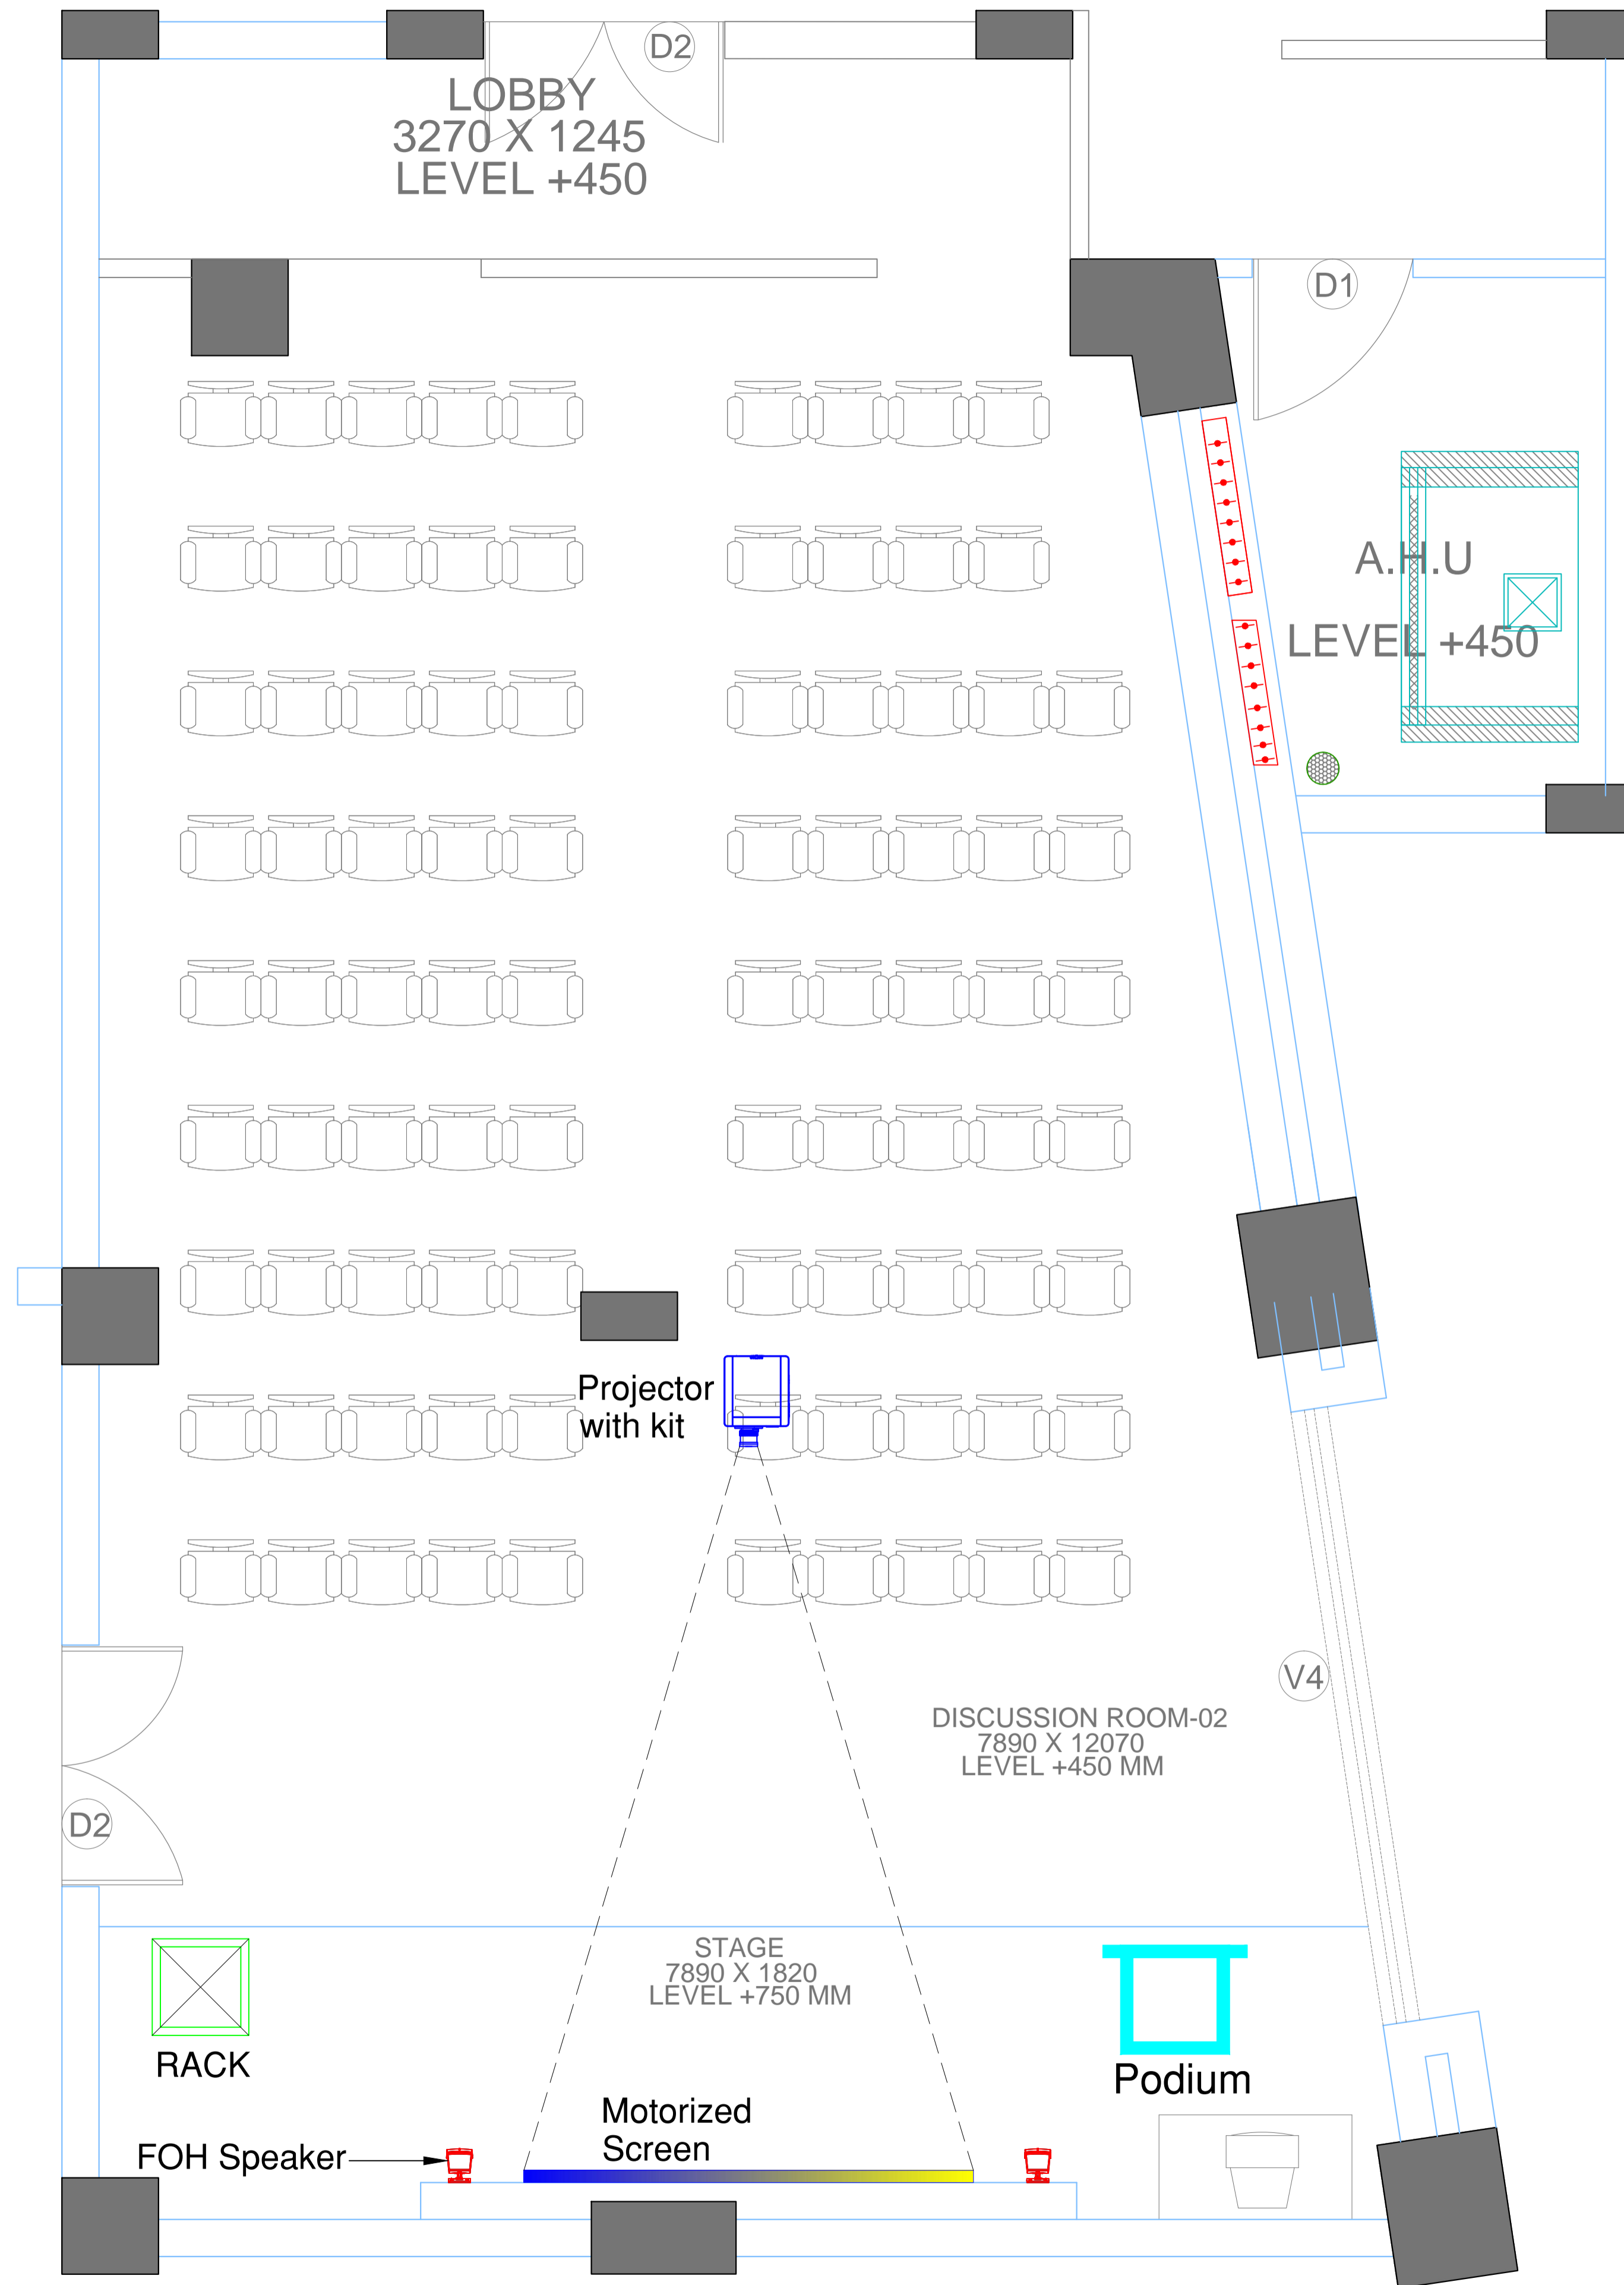 D2
LOBBY
3270 X 1245
LEVEL +450
D1
A.H.U
LEVEL +450
Projector
with kit
V4
DISCUSSION ROOM-02
7890 X 12070
LEVEL +450 MM
D2
STAGE
7890 X 1820
LEVEL +750 MM
RACK
Podium
Motorized
Screen
FOH Speaker